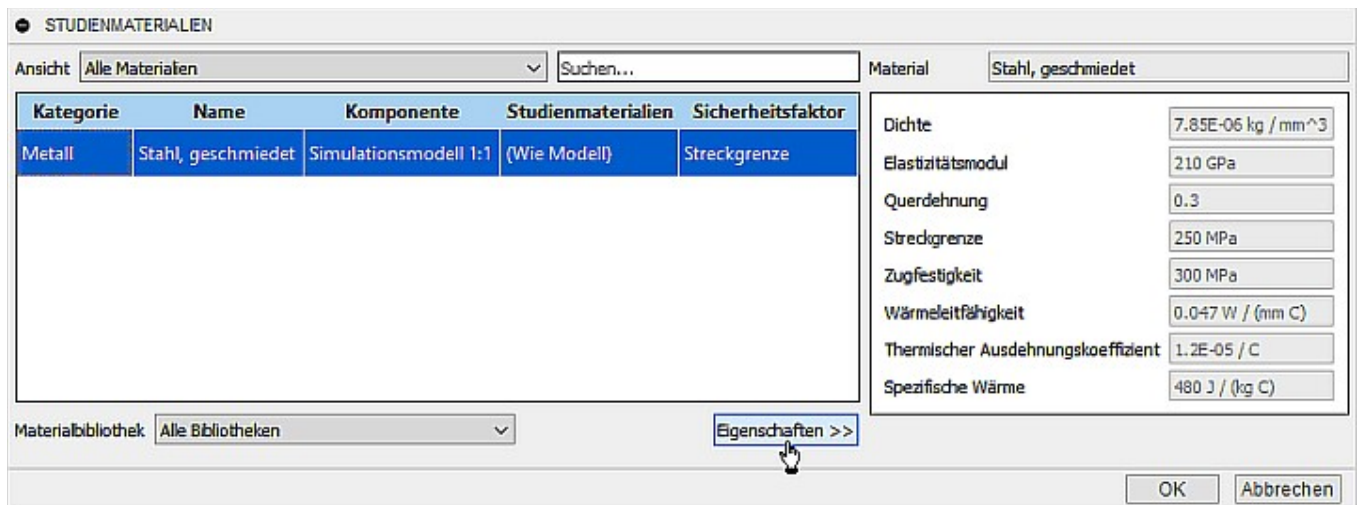 STUDIENMATERIALIEN
Ansicht Alle Materialien Suchen... Material Stahl, geschmiedet
Kategorie Name Komponente Studienmaterialien Sicherheitsfaktor
Metall Stahl, geschmiedet Simulationsmodell 1:1 (Wie Modell) Streckgrenze
Dichte 7.85E-06 kg / mm^3
Elastizitätsmodul 210 GPa
Querdehnung 0.3
Streckgrenze 250 MPa
Zugfestigkeit 300 MPa
Wärmeleitfähigkeit 0.047 W / (mm C)
Thermischer Ausdehnungskoeffizient 1.2E-05 / C
Spezifische Wärme 480 J / (kg C)
Materialbibliothek Alle Bibliotheken Eigenschaften >>
OK Abbrechen